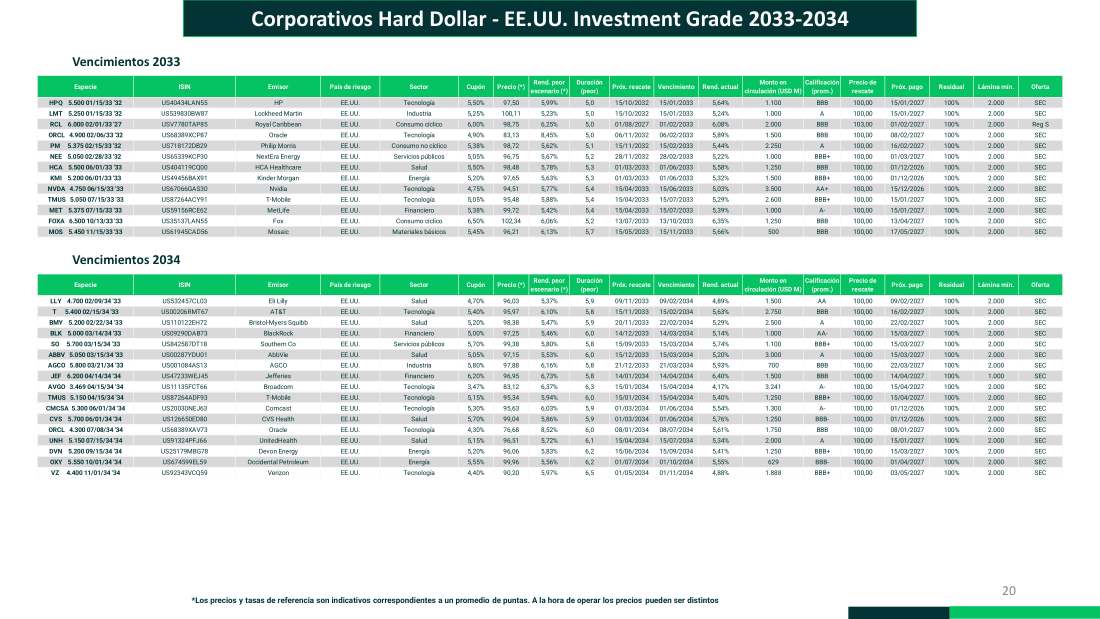 Corporativos Hard Dollar - EE.UU. Investment Grade 2033-2034
Vencimientos 2033
Especie ISIN Emisor País de riesgo Sector Cupón Precio (*) Rend. peor escenario (*) Duración (peor) Próx. rescate Vencimiento Rend. actual Monto en circulación (USD M) Calificación (prom.) Precio de rescate Próx. pago Residual Lámina mín. Oferta
HPQ 5.500 01/15/33 '32 US40434LAN55 HP EE.UU. Tecnología 5,50% 97,50 5,99% 5,0 15/10/2032 15/01/2033 5,64% 1.100 BBB 100,00 15/01/2027 100% 2.000 SEC
LMT 5.250 01/15/33 '32 US539830BW87 Lockheed Martin EE.UU. Industria 5,25% 100,11 5,23% 5,0 15/10/2032 15/01/2033 5,24% 1.000 A 100,00 15/01/2027 100% 2.000 SEC
RCL 6.000 02/01/33 '27 USV7780TAP85 Royal Caribbean EE.UU. Consumo cíclico 6,00% 98,75 6,25% 5,0 01/08/2027 01/02/2033 6,08% 2.000 BBB 103,00 01/02/2027 100% 2.000 Reg S
ORCL 4.900 02/06/33 '32 US68389XCP87 Oracle EE.UU. Tecnología 4,90% 83,13 8,45% 5,0 06/11/2032 06/02/2033 5,89% 1.500 BBB 100,00 08/02/2027 100% 2.000 SEC
PM 5.375 02/15/33 '32 US718172DB29 Philip Morris EE.UU. Consumo no cíclico 5,38% 98,72 5,62% 5,1 15/11/2032 15/02/2033 5,44% 2.250 A 100,00 16/02/2027 100% 2.000 SEC
NEE 5.050 02/28/33 '32 US65339KCP30 NextEra Energy EE.UU. Servicios públicos 5,05% 96,75 5,67% 5,2 28/11/2032 28/02/2033 5,22% 1.000 BBB+ 100,00 01/03/2027 100% 2.000 SEC
HCA 5.500 06/01/33 '33 US404119CQ00 HCA Healthcare EE.UU. Salud 5,50% 98,48 5,78% 5,3 01/03/2033 01/06/2033 5,58% 1.250 BBB 100,00 01/12/2026 100% 2.000 SEC
KMI 5.200 06/01/33 '33 US49456BAX91 Kinder Morgan EE.UU. Energía 5,20% 97,65 5,63% 5,3 01/03/2033 01/06/2033 5,32% 1.500 BBB+ 100,00 01/12/2026 100% 2.000 SEC
NVDA 4.750 06/15/33 '33 US67066GAS30 Nvidia EE.UU. Tecnología 4,75% 94,51 5,77% 5,4 15/04/2033 15/06/2033 5,03% 3.500 AA+ 100,00 15/12/2026 100% 2.000 SEC
TMUS 5.050 07/15/33 '33 US87264ACY91 T-Mobile EE.UU. Tecnología 5,05% 95,48 5,88% 5,4 15/04/2033 15/07/2033 5,29% 2.600 BBB+ 100,00 15/01/2027 100% 2.000 SEC
MET 5.375 07/15/33 '33 US59156RCE62 MetLife EE.UU. Financiero 5,38% 99,72 5,42% 5,4 15/04/2033 15/07/2033 5,39% 1.000 A- 100,00 15/01/2027 100% 2.000 SEC
FOXA 6.500 10/13/33 '33 US35137LAN55 Fox EE.UU. Consumo cíclico 6,50% 102,34 6,06% 5,2 13/07/2033 13/10/2033 6,35% 1.250 BBB 100,00 13/04/2027 100% 2.000 SEC
MOS 5.450 11/15/33 '33 US61945CAD56 Mosaic EE.UU. Materiales básicos 5,45% 96,21 6,13% 5,7 15/05/2033 15/11/2033 5,66% 500 BBB 100,00 17/05/2027 100% 2.000 SEC
Vencimientos 2034
Especie ISIN Emisor País de riesgo Sector Cupón Precio (*) Rend. peor escenario (*) Duración (peor) Próx. rescate Vencimiento Rend. actual Monto en circulación (USD M) Calificación (prom.) Precio de rescate Próx. pago Residual Lámina mín. Oferta
LLY 4.700 02/09/34 '33 US532457CL03 Eli Lilly EE.UU. Salud 4,70% 96,03 5,37% 5,9 09/11/2033 09/02/2034 4,89% 1.500 AA 100,00 09/02/2027 100% 2.000 SEC
T 5.400 02/15/34 '33 US00206RMT67 AT&T EE.UU. Tecnología 5,40% 95,97 6,10% 5,8 15/11/2033 15/02/2034 5,63% 2.750 BBB 100,00 16/02/2027 100% 2.000 SEC
BMY 5.200 02/22/34 '33 US110122EH72 Bristol-Myers Squibb EE.UU. Salud 5,20% 98,38 5,47% 5,9 20/11/2033 22/02/2034 5,29% 2.500 A 100,00 22/02/2027 100% 2.000 SEC
BLK 5.000 03/14/34 '33 US09290DAB73 BlackRock EE.UU. Financiero 5,00% 97,25 5,46% 6,0 14/12/2033 14/03/2034 5,14% 1.000 AA- 100,00 15/03/2027 100% 2.000 SEC
SO 5.700 03/15/34 '33 US842587DT18 Southern Co EE.UU. Servicios públicos 5,70% 99,38 5,80% 5,8 15/09/2033 15/03/2034 5,74% 1.100 BBB+ 100,00 15/03/2027 100% 2.000 SEC
ABBV 5.050 03/15/34 '33 US00287YDU01 AbbVie EE.UU. Salud 5,05% 97,15 5,53% 6,0 15/12/2033 15/03/2034 5,20% 3.000 A 100,00 15/03/2027 100% 2.000 SEC
AGCO 5.800 03/21/34 '33 US001084AS13 AGCO EE.UU. Industria 5,80% 97,88 6,16% 5,8 21/12/2033 21/03/2034 5,93% 700 BBB 100,00 22/03/2027 100% 2.000 SEC
JEF 6.200 04/14/34 '34 US47233WEJ45 Jefferies EE.UU. Financiero 6,20% 96,95 6,73% 5,8 14/01/2034 14/04/2034 6,40% 1.500 BBB 100,00 14/04/2027 100% 1.000 SEC
AVGO 3.469 04/15/34 '34 US11135FCT66 Broadcom EE.UU. Tecnología 3,47% 83,12 6,37% 6,3 15/01/2034 15/04/2034 4,17% 3.241 A- 100,00 15/04/2027 100% 2.000 SEC
TMUS 5.150 04/15/34 '34 US87264ADF93 T-Mobile EE.UU. Tecnología 5,15% 95,34 5,94% 6,0 15/01/2034 15/04/2034 5,40% 1.250 BBB+ 100,00 15/04/2027 100% 2.000 SEC
CMCSA 5.300 06/01/34 '34 US20030NEJ63 Comcast EE.UU. Tecnología 5,30% 95,63 6,03% 5,9 01/03/2034 01/06/2034 5,54% 1.300 A- 100,00 01/12/2026 100% 2.000 SEC
CVS 5.700 06/01/34 '34 US126650ED80 CVS Health EE.UU. Salud 5,70% 99,04 5,86% 5,9 01/03/2034 01/06/2034 5,76% 1.250 BBB- 100,00 01/12/2026 100% 2.000 SEC
ORCL 4.300 07/08/34 '34 US68389XAV73 Oracle EE.UU. Tecnología 4,30% 76,68 8,52% 6,0 08/01/2034 08/07/2034 5,61% 1.750 BBB 100,00 08/01/2027 100% 2.000 SEC
UNH 5.150 07/15/34 '34 US91324PFJ66 UnitedHealth EE.UU. Salud 5,15% 96,51 5,72% 6,1 15/04/2034 15/07/2034 5,34% 2.000 A 100,00 15/01/2027 100% 2.000 SEC
DVN 5.200 09/15/34 '34 US25179MBG78 Devon Energy EE.UU. Energía 5,20% 96,06 5,83% 6,2 15/06/2034 15/09/2034 5,41% 1.250 BBB+ 100,00 15/03/2027 100% 2.000 SEC
OXY 5.550 10/01/34 '34 US674599EL59 Occidental Petroleum EE.UU. Energía 5,55% 99,96 5,56% 6,2 01/07/2034 01/10/2034 5,55% 629 BBB- 100,00 01/04/2027 100% 2.000 SEC
VZ 4.400 11/01/34 '34 US92343VCQ59 Verizon EE.UU. Tecnología 4,40% 90,20 5,97% 6,5 01/05/2034 01/11/2034 4,88% 1.888 BBB+ 100,00 03/05/2027 100% 2.000 SEC
*Los precios y tasas de referencia son indicativos correspondientes a un promedio de puntas. A la hora de operar los precios pueden ser distintos
20